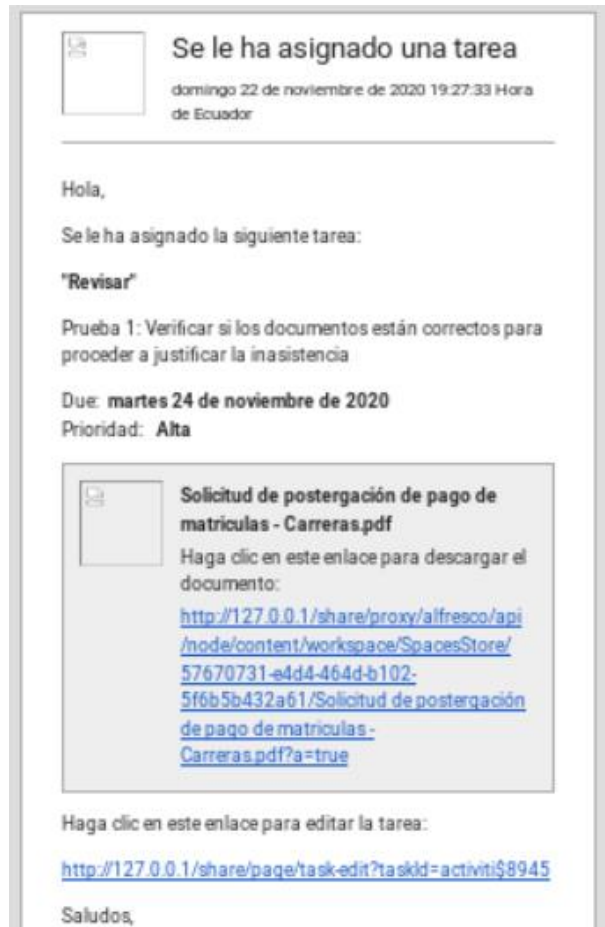 Se le ha asignado una tarea
domingo 22 de noviembre de 2020 19:27:33 Hora
de Ecuador
Hola,
Se le ha asignado la siguiente tarea:
"Revisar"
Prueba 1: Verificar si los documentos están correctos para
proceder a justificar la inasistencia
Due: martes 24 de noviembre de 2020
Prioridad: Alta
Solicitud de postergación de pago de
matriculas - Carreras.pdf
Haga clic en este enlace para descargar el
documento:
http://127.0.0.1/share/proxy/alfresco/api
/node/content/workspace/SpacesStore/
57670731-e4d4-464d-b102-
5f6b5b432a61/Solicitud de postergación
de pago de matriculas -
Carreras.pdf?a=true
Haga clic en este enlace para editar la tarea:
http://127.0.0.1/share/page/task-edit?taskId=activiti$8945
Saludos,